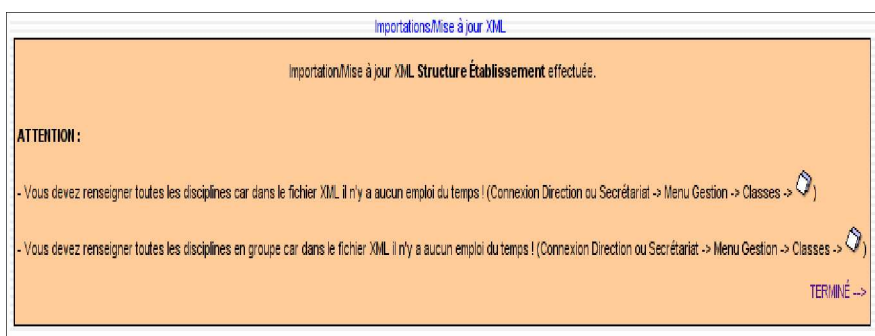 Importations/Mise à jour XML
Importation/Mise à jour XML Structure Établissement effectuée.
ATTENTION :
- Vous devez renseigner toutes les disciplines car dans le fichier XML il n'y a aucun emploi du temps ! (Connexion Direction ou Secrétariat -> Menu Gestion -> Classes -> )
- Vous devez renseigner toutes les disciplines en groupe car dans le fichier XML il n'y a aucun emploi du temps ! (Connexion Direction ou Secrétariat -> Menu Gestion -> Classes -> )
TERMINÉ -->